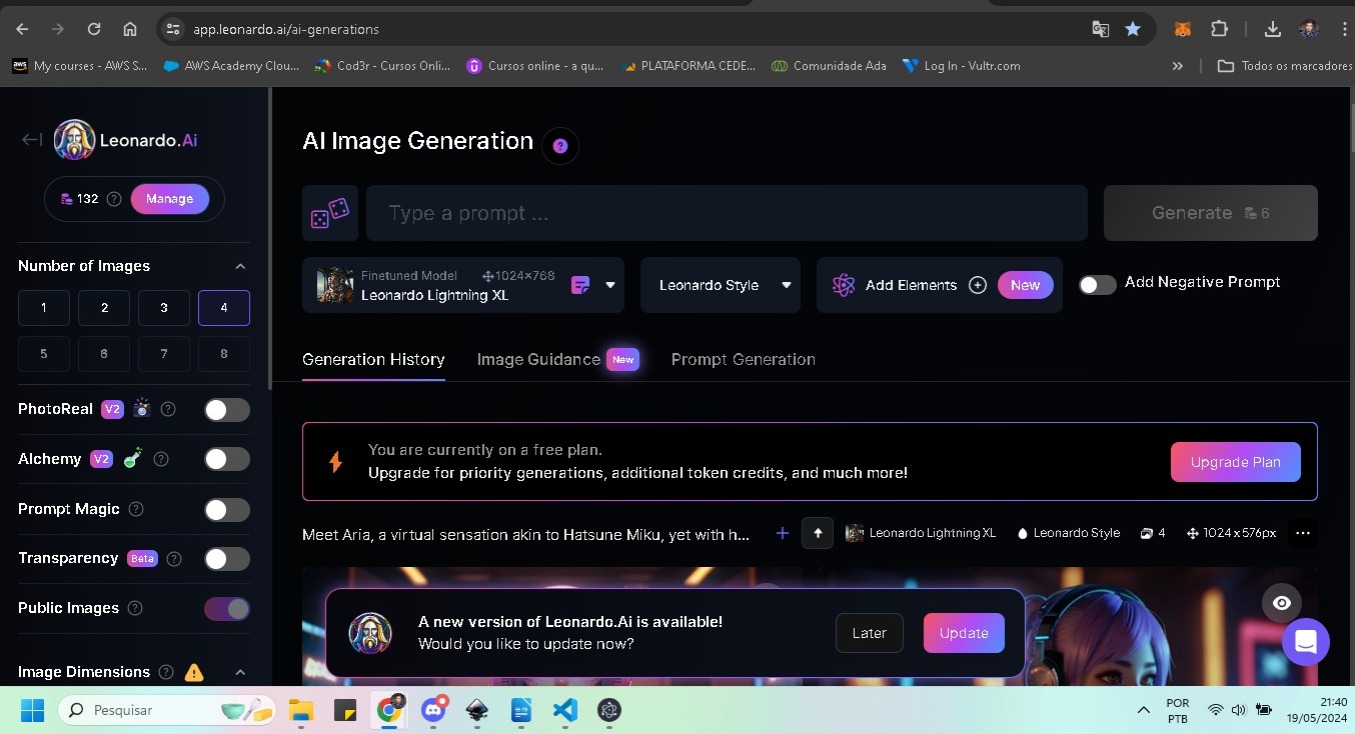 app.leonardo.ai/ai-generations
My courses - AWS S... AWS Academy Clou... Cod3r - Cursos Onli... Cursos online - a qu... PLATAFORMA CEDE... Comunidade Ada Log In - Vultr.com » Todos os marcadores
Leonardo.Ai
132 ? Manage
Number of Images
1 2 3 4
5 6 7 8
PhotoReal V2 ?
Alchemy V2 ?
Prompt Magic ?
Transparency Beta ?
Public Images ?
Image Dimensions ?
AI Image Generation ?
Type a prompt ...
Generate 6
Finetuned Model 1024×768
Leonardo Lightning XL
Leonardo Style
Add Elements New
Add Negative Prompt
Generation History Image Guidance New Prompt Generation
You are currently on a free plan.
Upgrade for priority generations, additional token credits, and much more!
Upgrade Plan
Meet Aria, a virtual sensation akin to Hatsune Miku, yet with h... Leonardo Lightning XL Leonardo Style 4 1024 x 576px
A new version of Leonardo.Ai is available!
Would you like to update now?
Later Update
Pesquisar
POR
PTB
21:40
19/05/2024